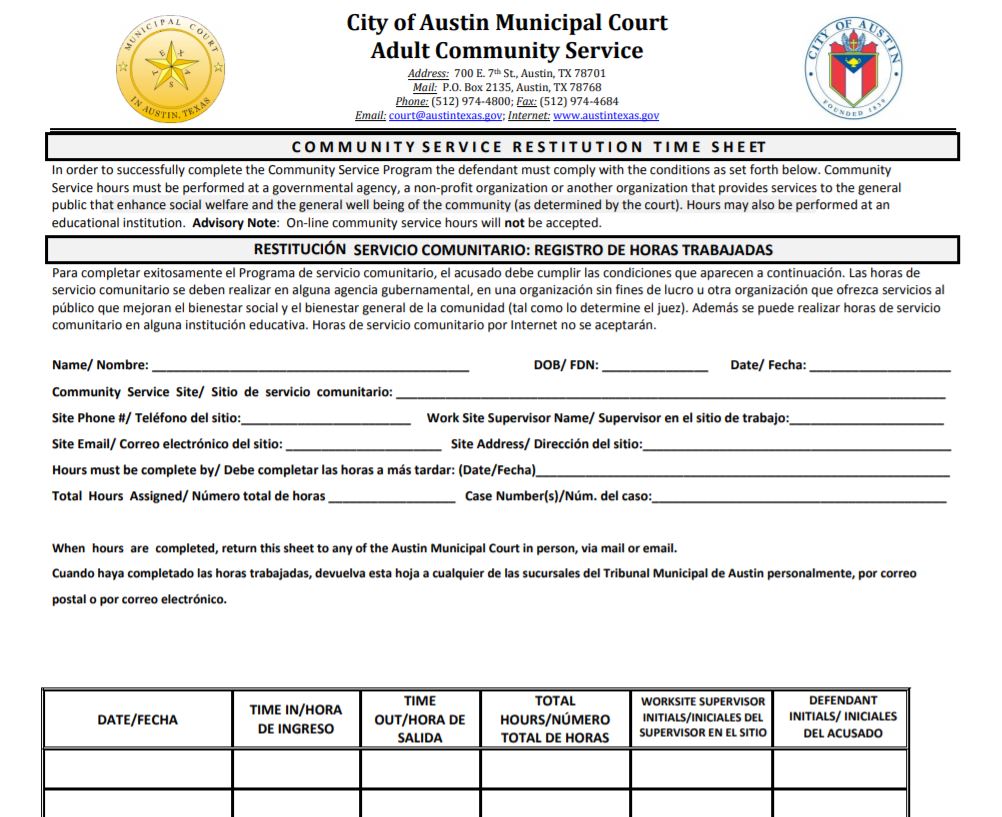 MUNICIPAL COURT
TEXAS
IN AUSTIN, TEXAS
City of Austin Municipal Court
Adult Community Service
Address: 700 E. 7th St., Austin, TX 78701
Mail: P.O. Box 2135, Austin, TX 78768
Phone: (512) 974-4800; Fax: (512) 974-4684
Email: court@austintexas.gov; Internet: www.austintexas.gov
CITY OF AUSTIN
FOUNDED 1839
COMMUNITY SERVICE RESTITUTION TIME SHEET
In order to successfully complete the Community Service Program the defendant must comply with the conditions as set forth below. Community
Service hours must be performed at a governmental agency, a non-profit organization or another organization that provides services to the general
public that enhance social welfare and the general well being of the community (as determined by the court). Hours may also be performed at an
educational institution. Advisory Note: On-line community service hours will not be accepted.
RESTITUCIÓN SERVICIO COMUNITARIO: REGISTRO DE HORAS TRABAJADAS
Para completar exitosamente el Programa de servicio comunitario, el acusado debe cumplir las condiciones que aparecen a continuación. Las horas de
servicio comunitario se deben realizar en alguna agencia gubernamental, en una organización sin fines de lucro u otra organización que ofrezca servicios al
público que mejoran el bienestar social y el bienestar general de la comunidad (tal como lo determine el juez). Además se puede realizar horas de servicio
comunitario en alguna institución educativa. Horas de servicio comunitario por Internet no se aceptarán.
Name/ Nombre: ____ DOB/ FDN: ____ Date/ Fecha: ____
Community Service Site/ Sitio de servicio comunitario: ____
Site Phone #/ Teléfono del sitio:____ Work Site Supervisor Name/ Supervisor en el sitio de trabajo:____
Site Email/ Correo electrónico del sitio: ____ Site Address/ Dirección del sitio:____
Hours must be complete by/ Debe completar las horas a más tardar: (Date/Fecha)____
Total Hours Assigned/ Número total de horas ____ Case Number(s)/Núm. del caso:____
When hours are completed, return this sheet to any of the Austin Municipal Court in person, via mail or email.
Cuando haya completado las horas trabajadas, devuelva esta hoja a cualquier de las sucursales del Tribunal Municipal de Austin personalmente, por correo
postal o por correo electrónico.
DATE/FECHA
TIME IN/HORA
DE INGRESO
TIME
OUT/HORA DE
SALIDA
TOTAL
HOURS/NÚMERO
TOTAL DE HORAS
WORKSITE SUPERVISOR
INITIALS/INICIALES DEL
SUPERVISOR EN EL SITIO
DEFENDANT
INITIALS/ INICIALES
DEL ACUSADO